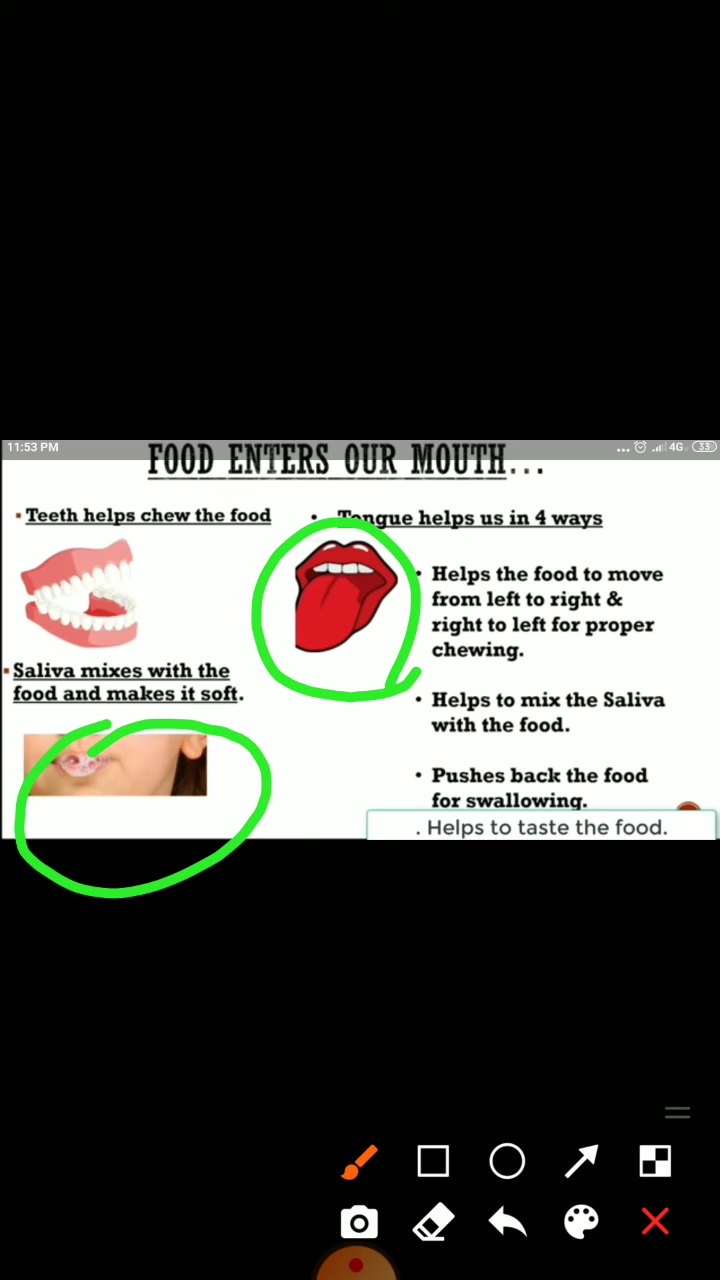 11:53 PM
4G
33
FOOD ENTERS OUR MOUTH...
▪ Teeth helps chew the food
▪ Saliva mixes with the
food and makes it soft.
• Tongue helps us in 4 ways
• Helps the food to move
from left to right &
right to left for proper
chewing.
• Helps to mix the Saliva
with the food.
• Pushes back the food
for swallowing.
. Helps to taste the food.